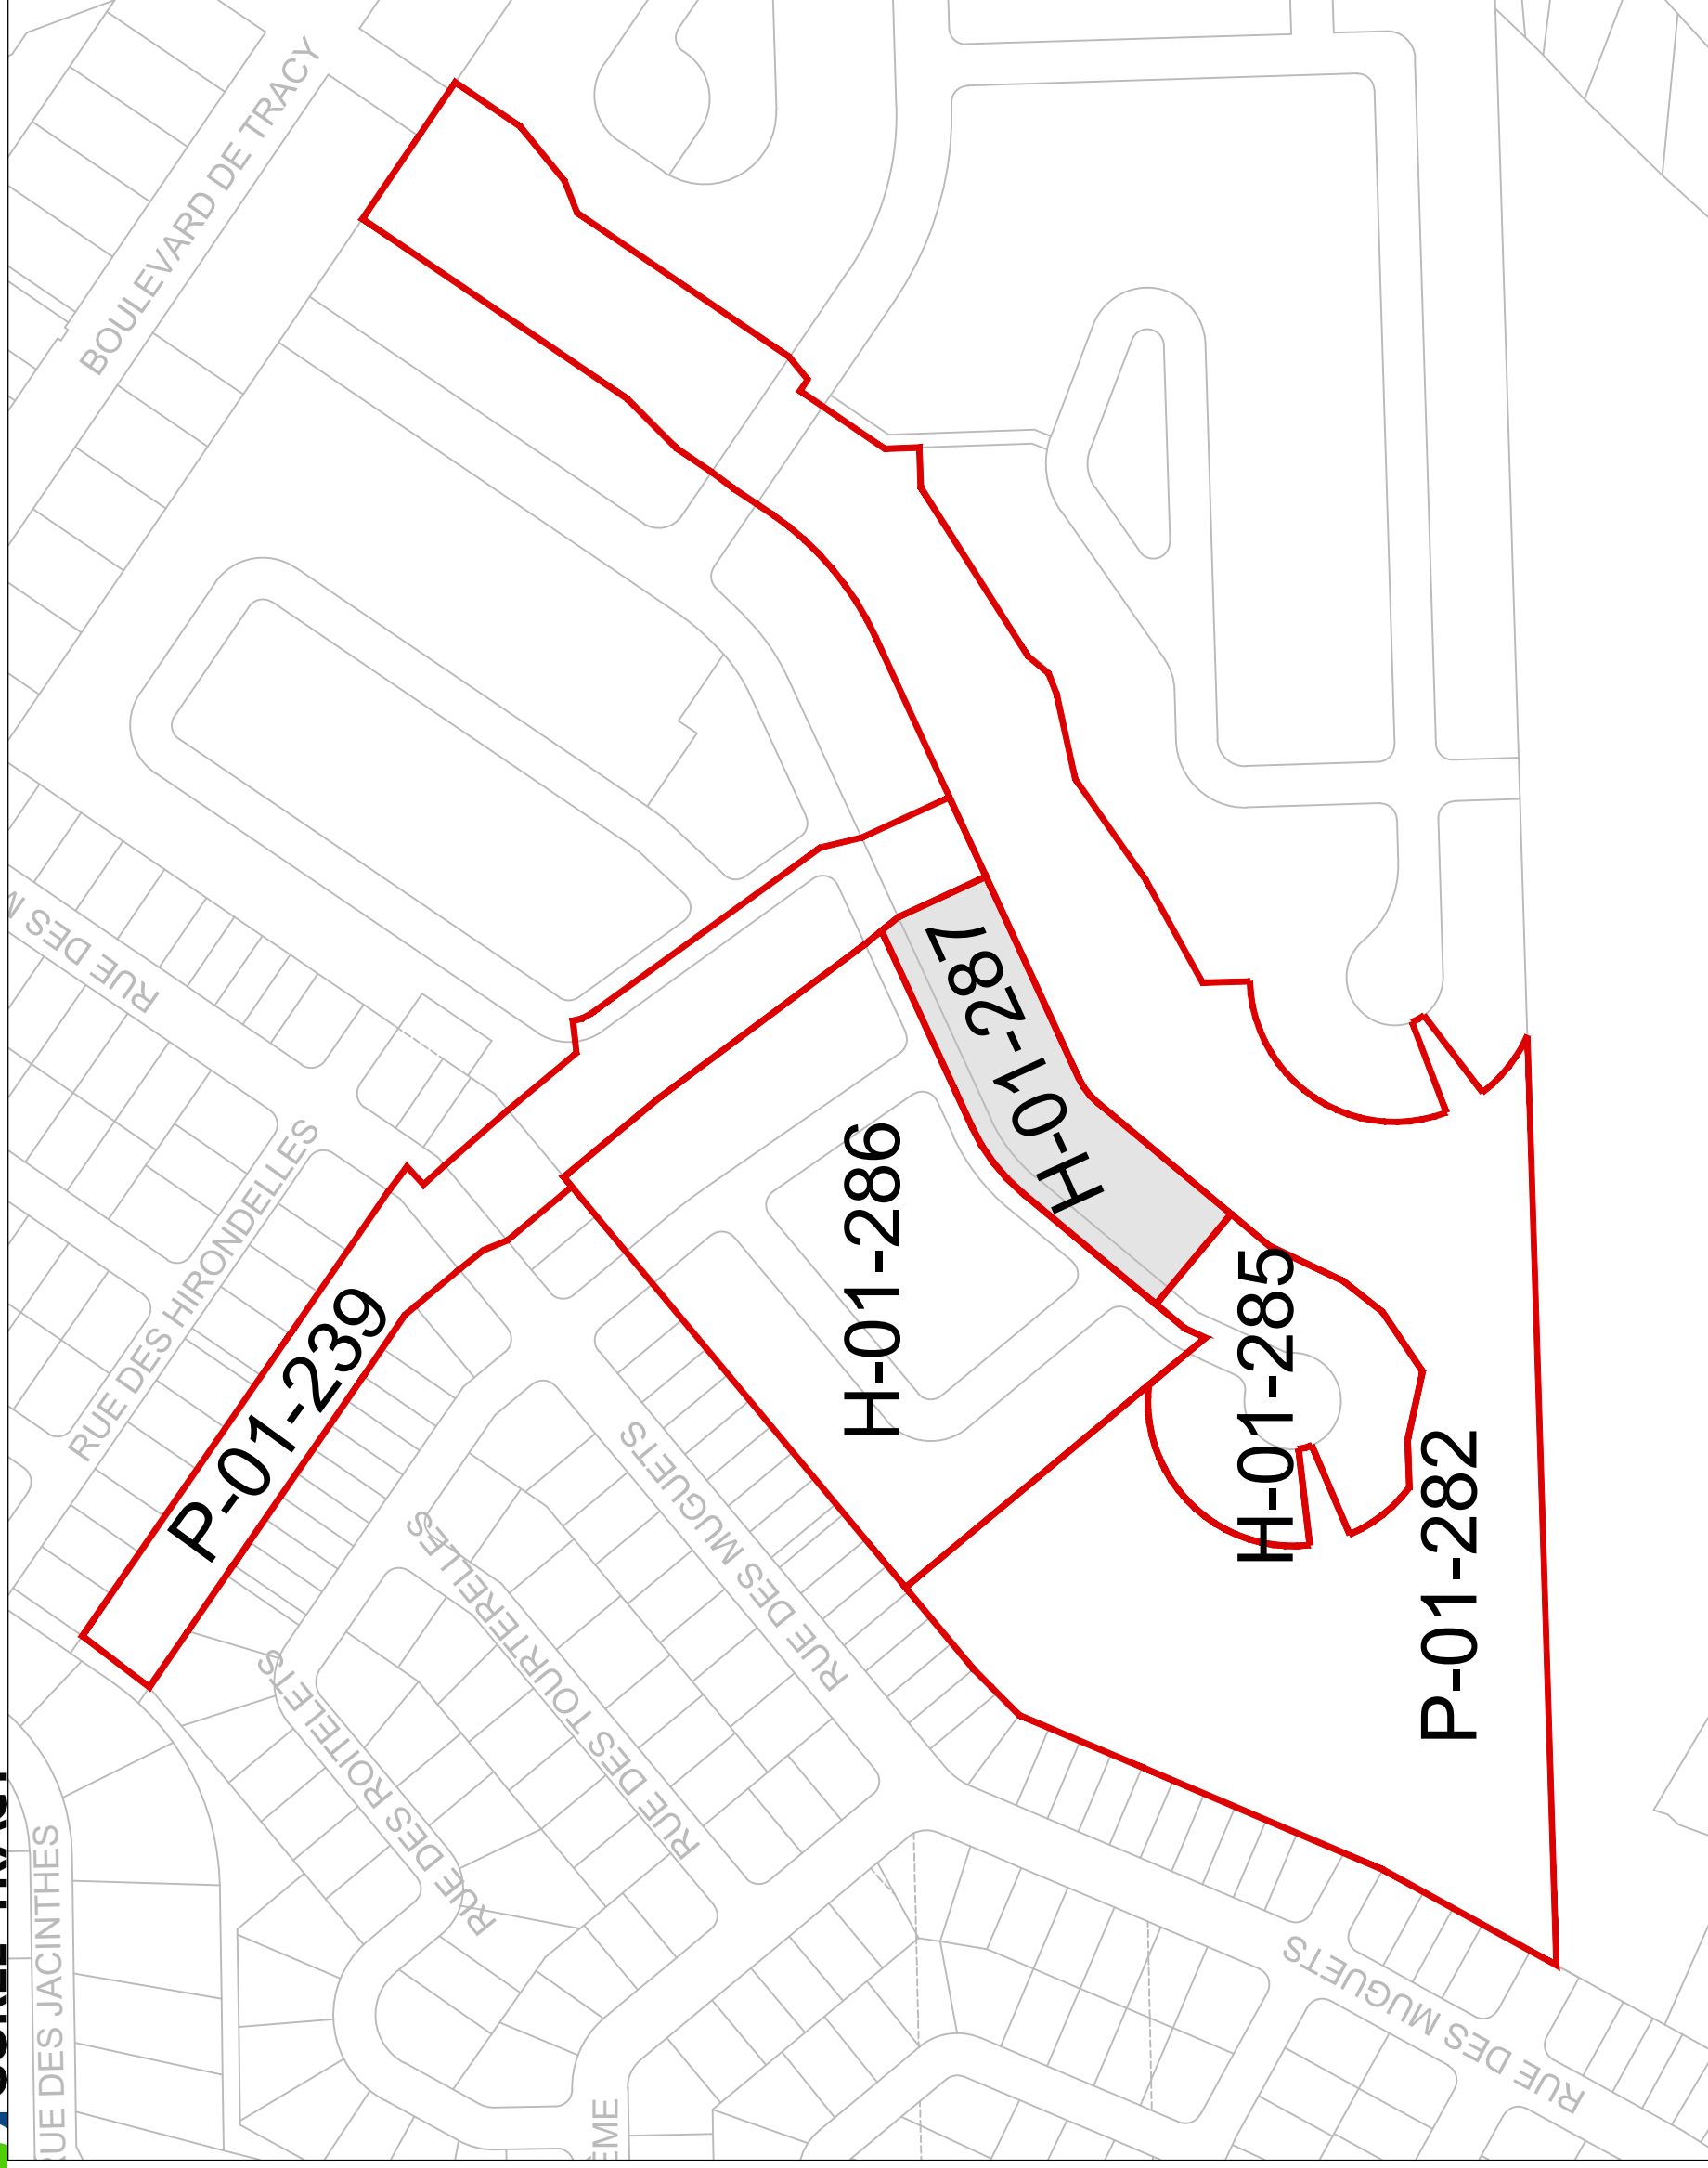 BOULEVARD DE TRACY
RUE DES
RUE DES HIRONDELLES
P-01-239
H-01-287
H-01-286
H-01-285
P-01-282
RUE DES MUGUETS
RUE DES TOURTERELLES
RUE DES ROITELETS
RUE DES JACINTHES
RUE DES MUGUETS